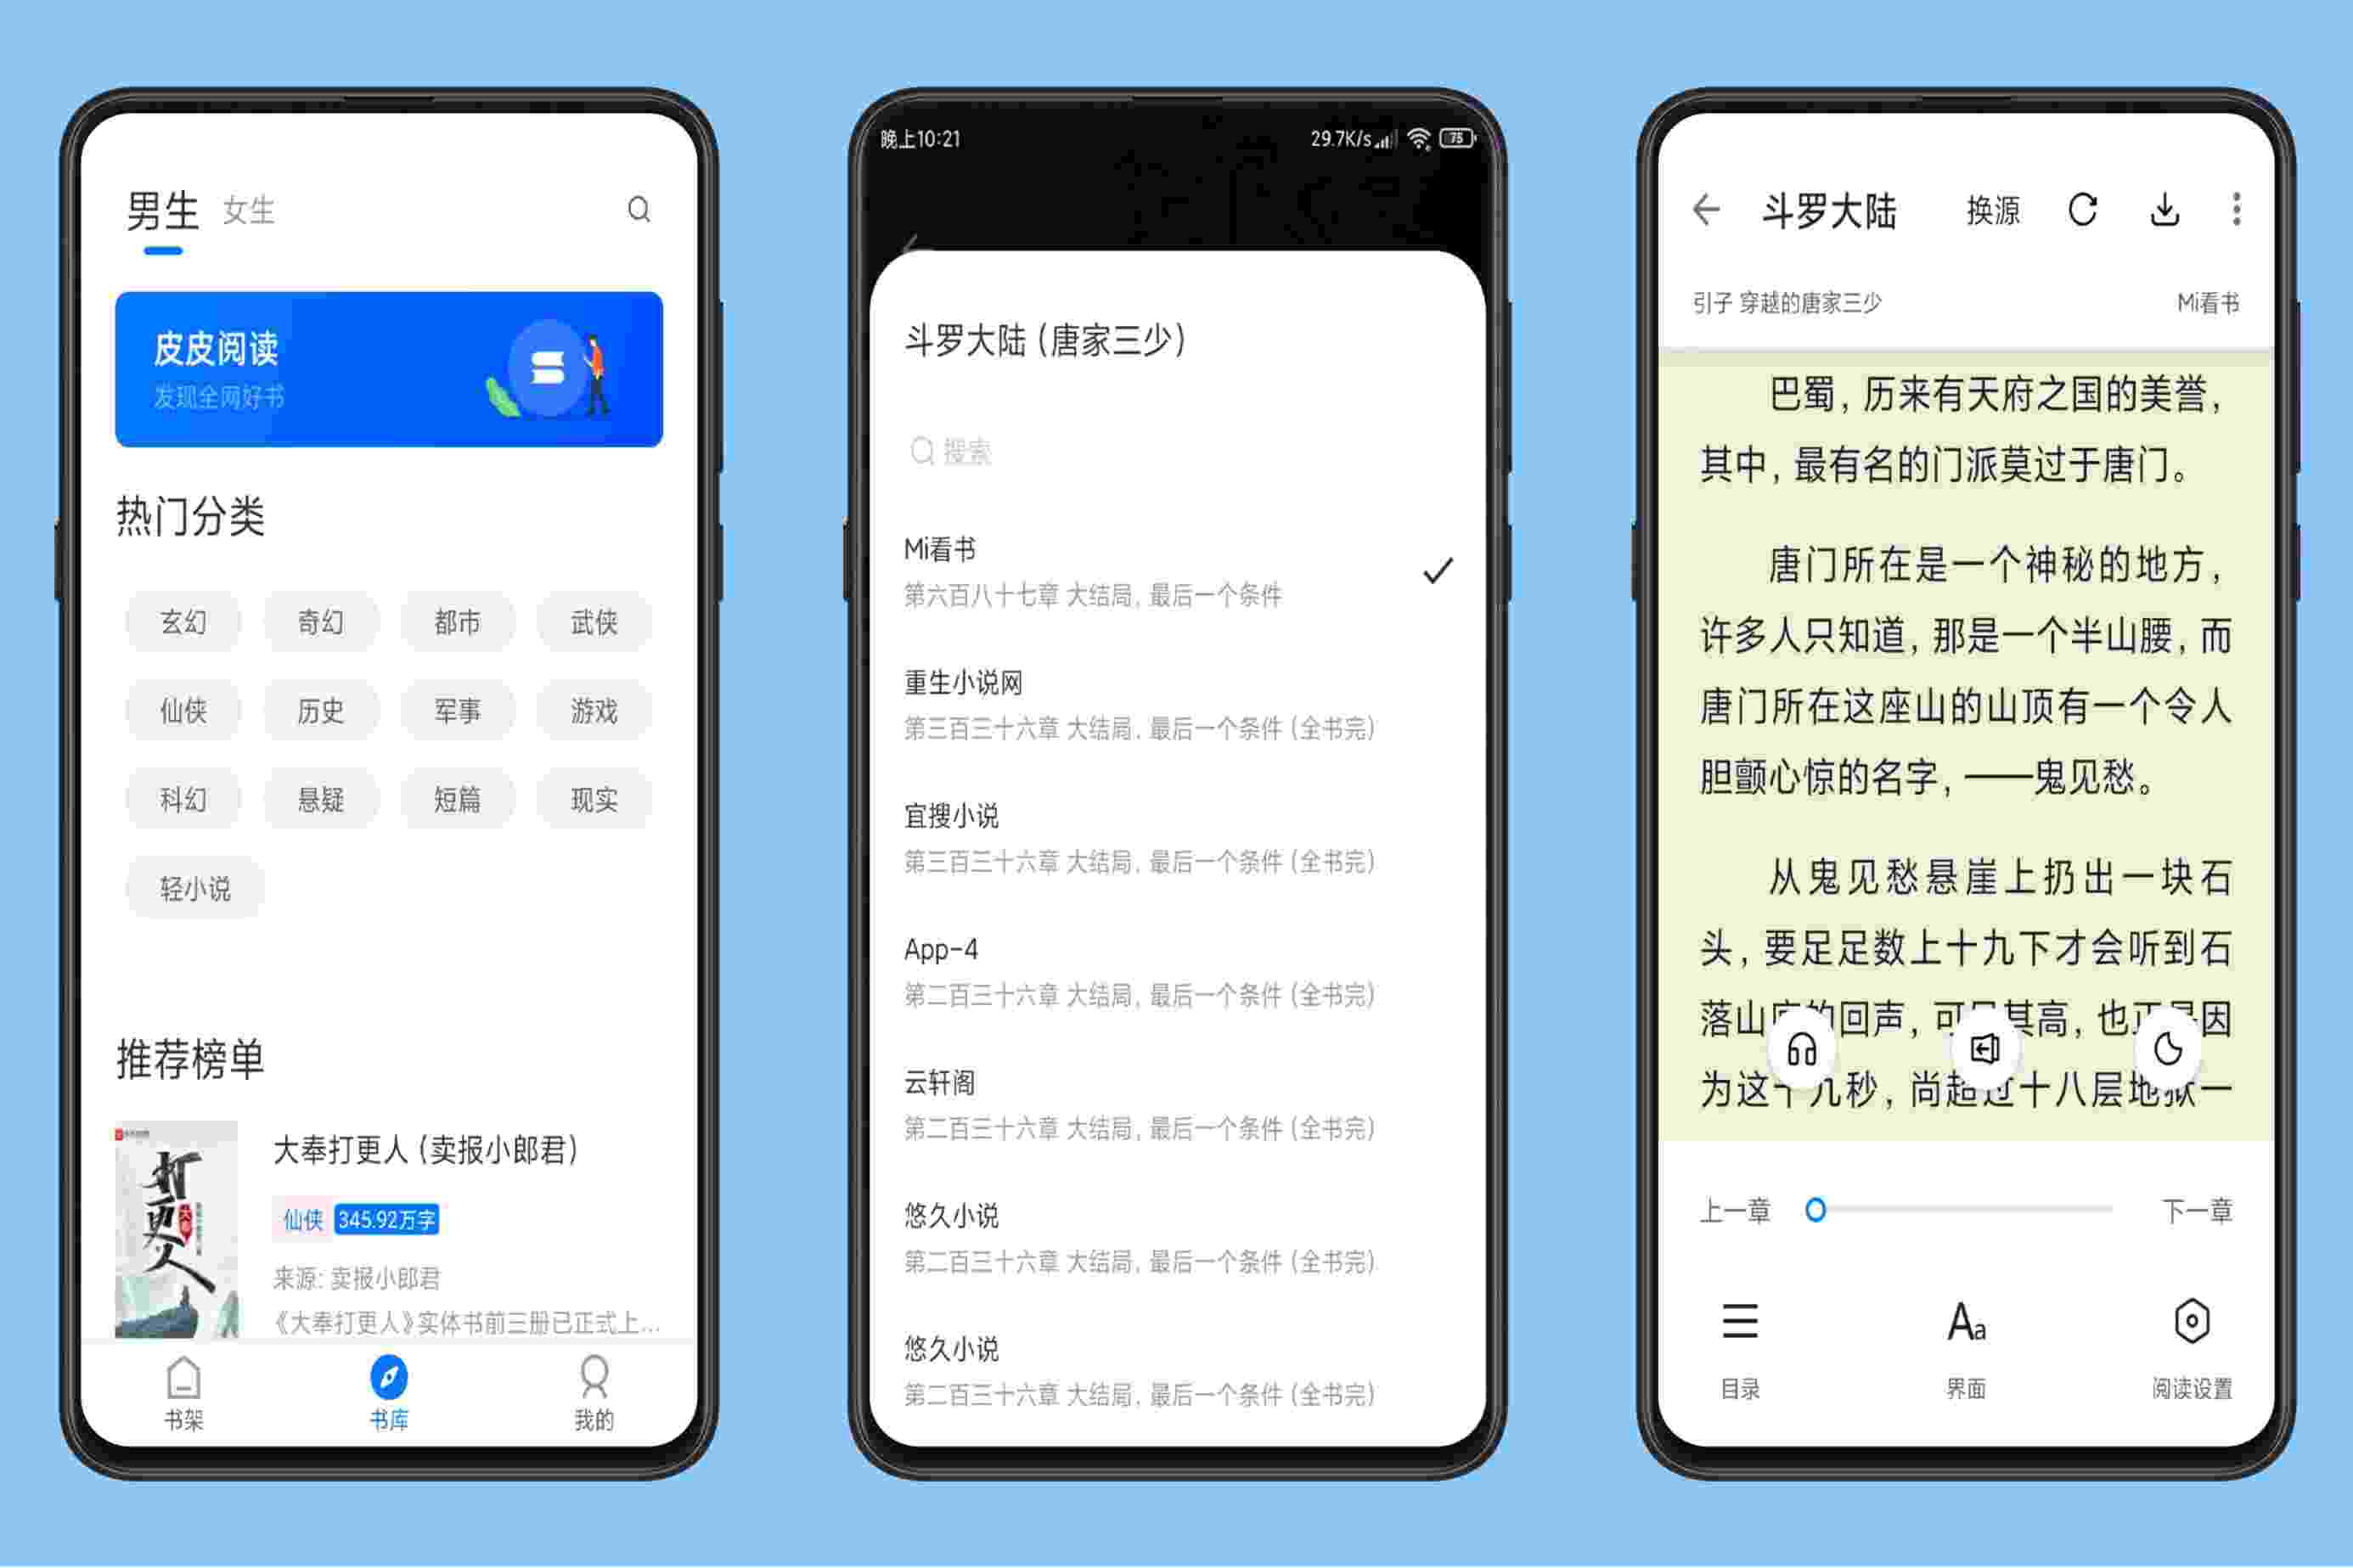 男生 女生
皮皮阅读
发现全网好书
热门分类
玄幻 奇幻 都市 武侠
仙侠 历史 军事 游戏
科幻 悬疑 短篇 现实
轻小说
推荐榜单
打更人
大奉
大奉打更人（卖报小郎君）
仙侠 345.92万字
来源: 卖报小郎君
《大奉打更人》实体书前三册已正式上...
书架 书库 我的
晚上10:21 29.7K/s 75
斗罗大陆（唐家三少）
搜索
Mi看书
第六百八十七章 大结局，最后一个条件
重生小说网
第三百三十六章 大结局，最后一个条件（全书完）
宜搜小说
第三百三十六章 大结局，最后一个条件（全书完）
App-4
第二百三十六章 大结局，最后一个条件（全书完）
云轩阁
第二百三十六章 大结局，最后一个条件（全书完）
悠久小说
第二百三十六章 大结局，最后一个条件（全书完）
悠久小说
第二百三十六章 大结局，最后一个条件（全书完）
斗罗大陆 换源
引子 穿越的唐家三少 Mi看书
巴蜀，历来有天府之国的美誉，
其中，最有名的门派莫过于唐门。
唐门所在是一个神秘的地方，
许多人只知道，那是一个半山腰，而
唐门所在这座山的山顶有一个令人
胆颤心惊的名字，——鬼见愁。
从鬼见愁悬崖上扔出一块石
头，要足足数上十九下才会听到石
落山底的回声，可见其高，也正是因
为这十九秒，尚超过十八层地狱一
上一章 下一章
Aa
目录 界面 阅读设置